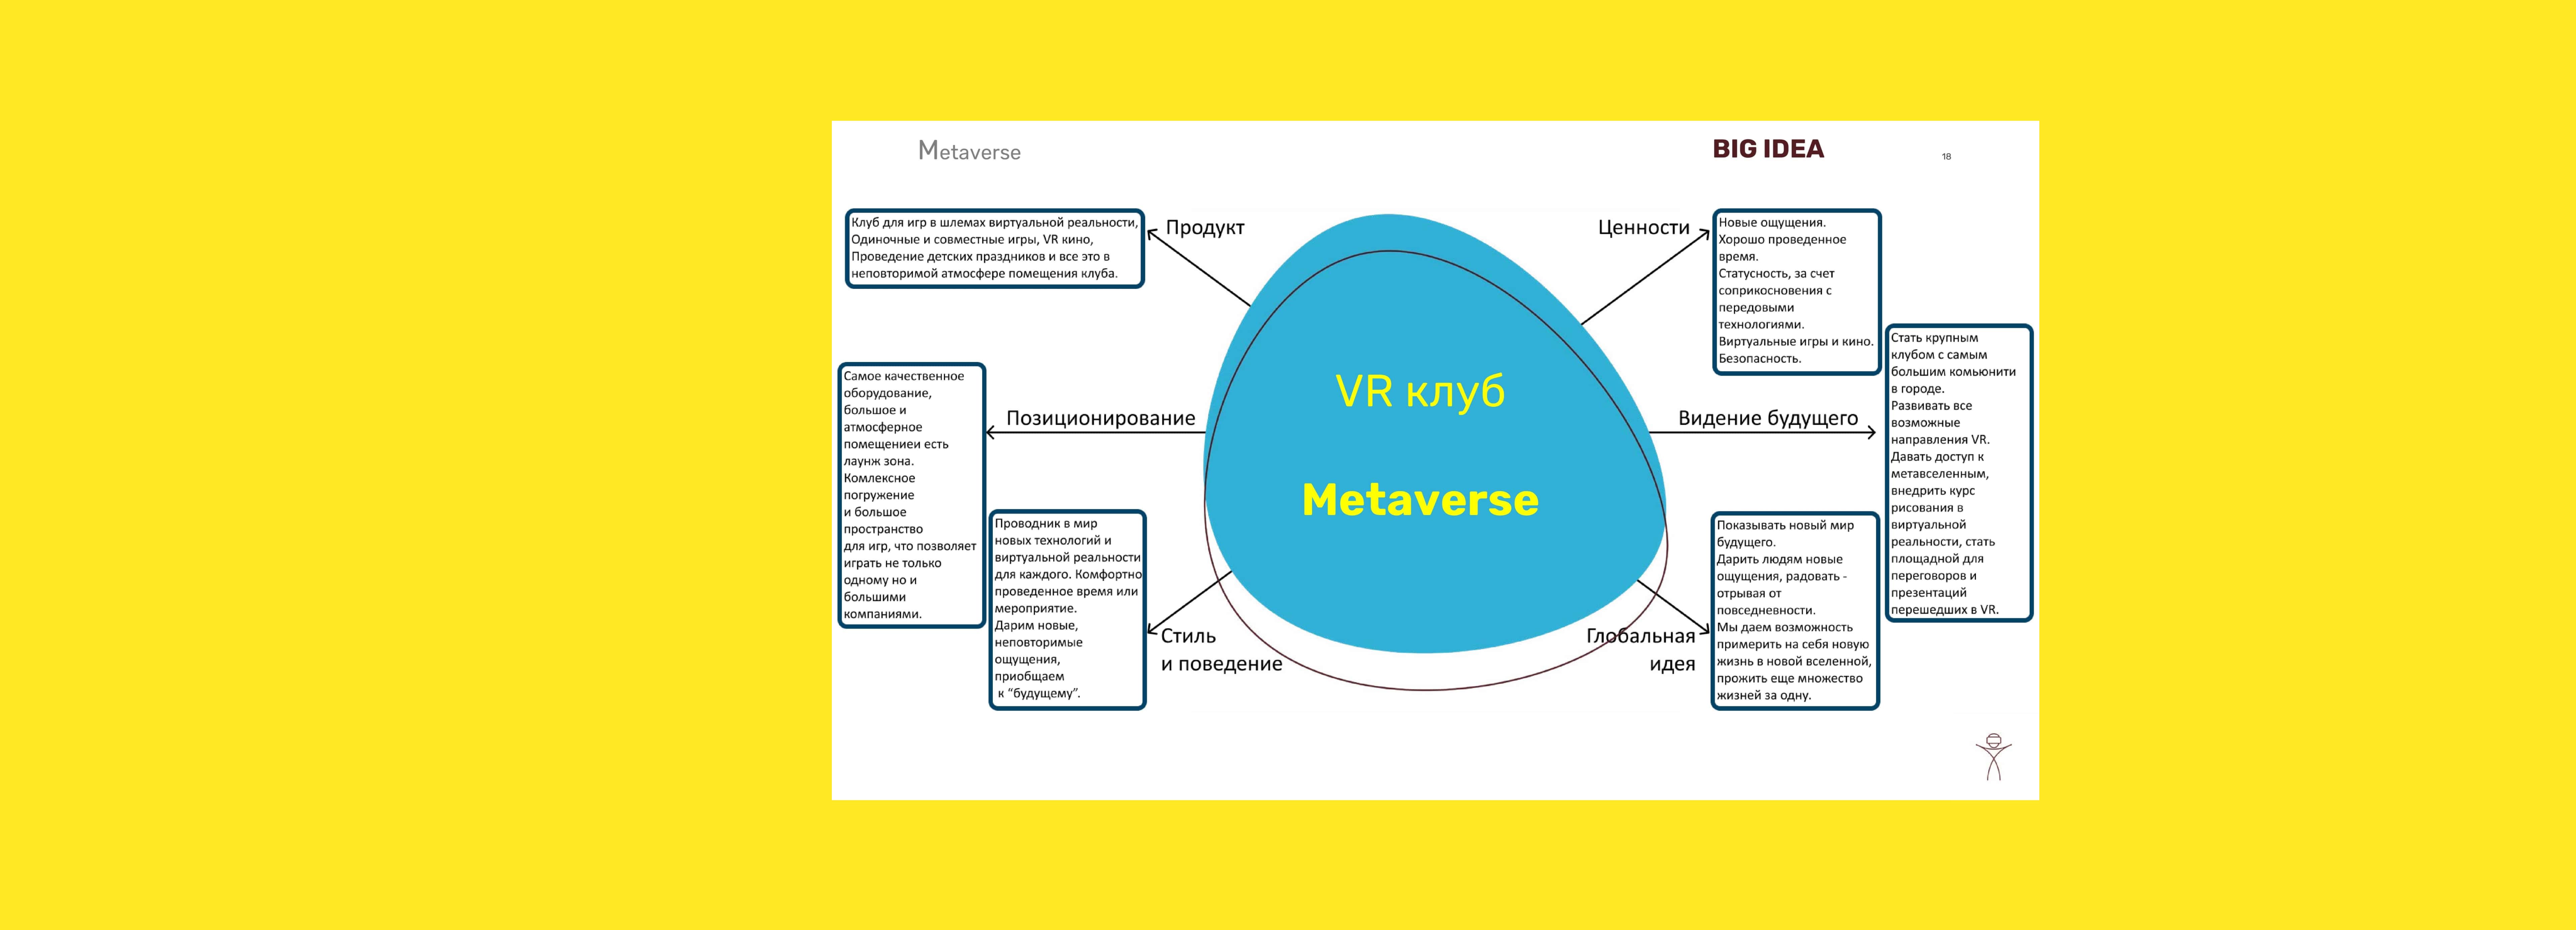 Metaverse
BIG IDEA
18
Продукт
Клуб для игр в шлемах виртуальной реальности,
Одиночные и совместные игры, VR кино,
Проведение детских праздников и все это в
неповторимой атмосфере помещения клуба.
Ценности
Новые ощущения.
Хорошо проведенное
время.
Статусность, за счет
соприкосновения с
передовыми
технологиями.
Виртуальные игры и кино.
Безопасность.
VR клуб
Metaverse
Позиционирование
Самое качественное
оборудование,
большое и
атмосферное
помещениеи есть
лаунж зона.
Комлексное
погружение
и большое
пространство
для игр, что позволяет
играть не только
одному но и
большими
компаниями.
Видение будущего
Стать крупным
клубом с самым
большим комьюнити
в городе.
Развивать все
возможные
направления VR.
Давать доступ к
метавселенным,
внедрить курс
рисования в
виртуальной
реальности, стать
площадной для
переговоров и
презентаций
перешедших в VR.
Стиль
и поведение
Проводник в мир
новых технологий и
виртуальной реальности
для каждого. Комфортно
проведенное время или
мероприятие.
Дарим новые,
неповторимые
ощущения,
приобщаем
к “будущему”.
Глобальная
идея
Показывать новый мир
будущего.
Дарить людям новые
ощущения, радовать -
отрывая от
повседневности.
Мы даем возможность
примерить на себя новую
жизнь в новой вселенной,
прожить еще множество
жизней за одну.